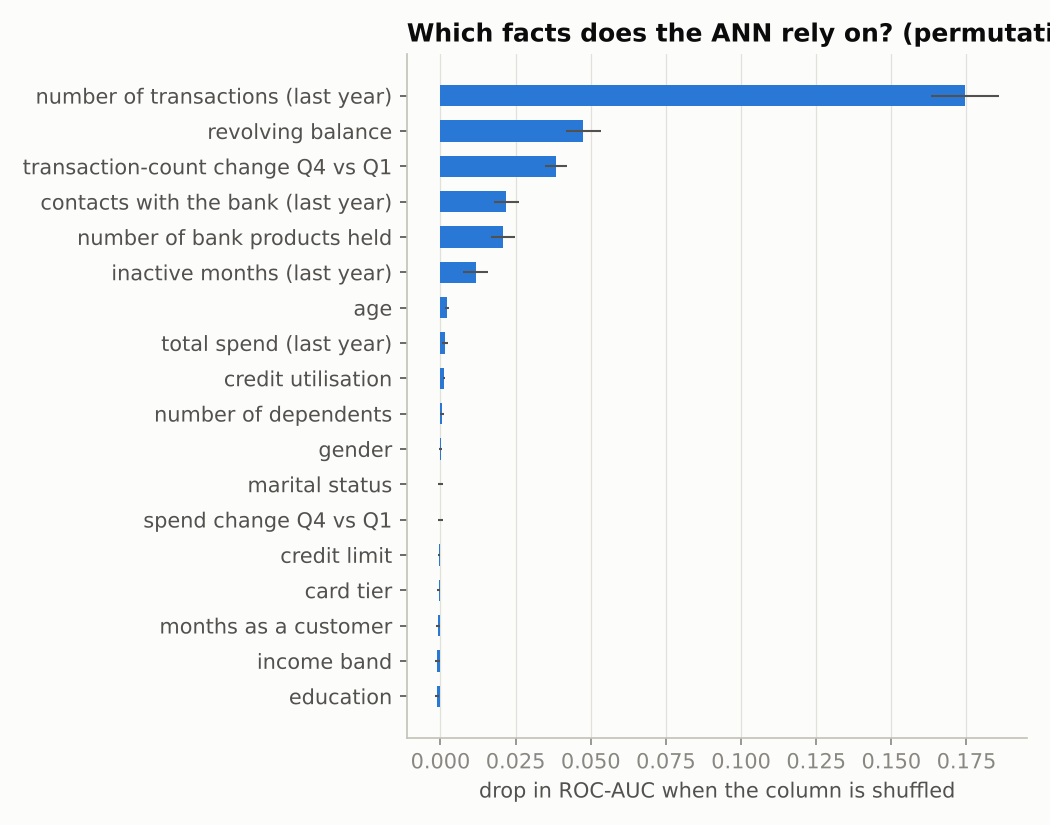 Which facts does the ANN rely on? (permutati
number of transactions (last year)
revolving balance
transaction-count change Q4 vs Q1
contacts with the bank (last year)
number of bank products held
inactive months (last year)
age
total spend (last year)
credit utilisation
number of dependents
gender
marital status
spend change Q4 vs Q1
credit limit
card tier
months as a customer
income band
education
0.000 0.025 0.050 0.075 0.100 0.125 0.150 0.175
drop in ROC-AUC when the column is shuffled